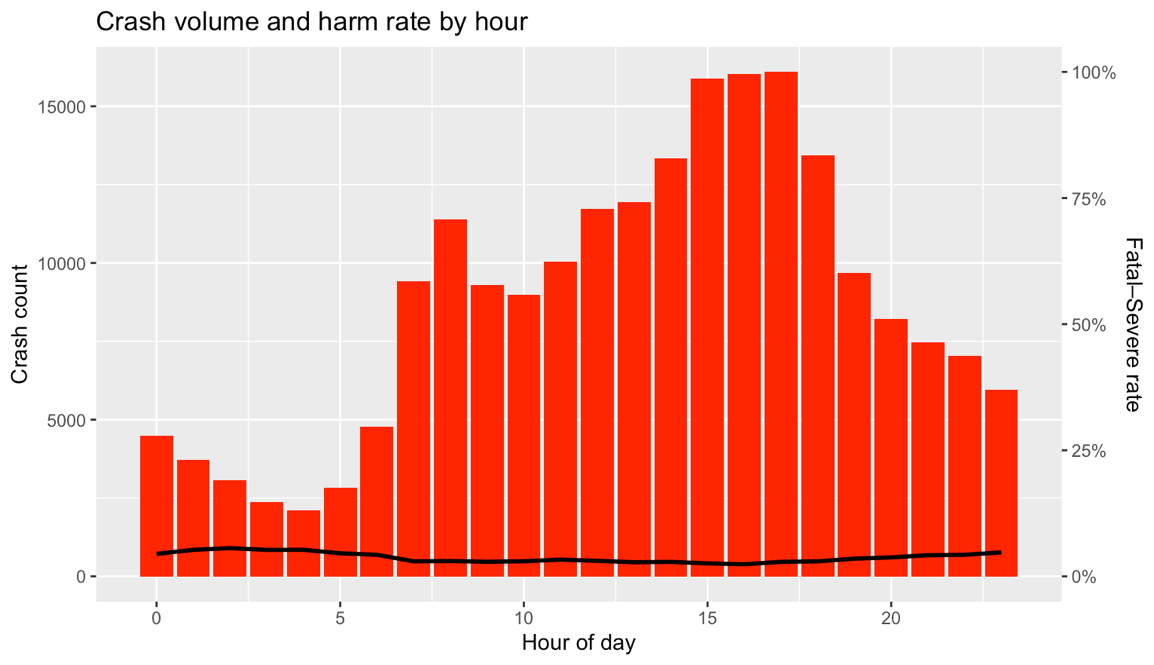 Crash volume and harm rate by hour
Crash count
15000
10000
5000
0
100%
75%
50%
25%
0%
Fatal–Severe rate
0 5 10 15 20
Hour of day